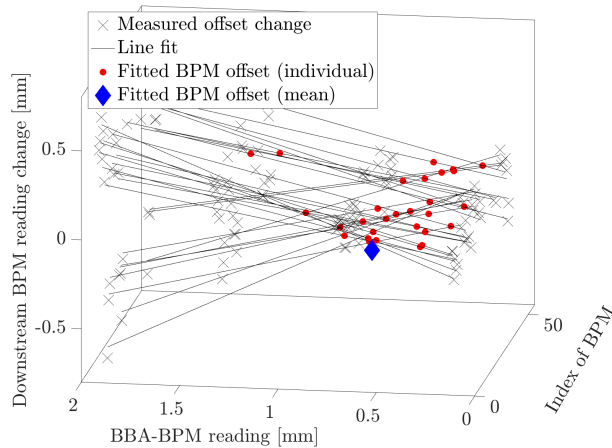 Measured offset change
Line fit
Fitted BPM offset (individual)
Fitted BPM offset (mean)
Downstream BPM reading change [mm]
0.5
0
-0.5
2
1.5
1
0.5
0
BBA-BPM reading [mm]
0
50
Index of BPM